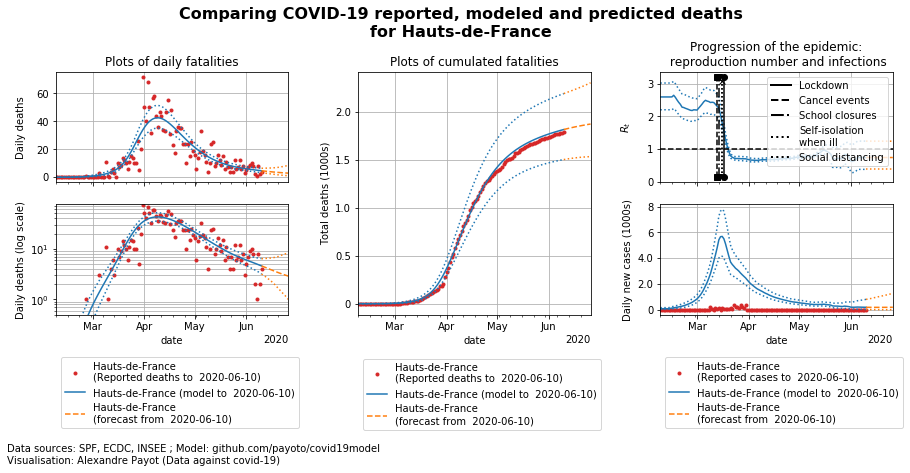 Comparing COVID-19 reported, modeled and predicted deaths
for Hauts-de-France
Plots of daily fatalities
Daily deaths
60
40
20
0
Daily deaths (log scale)
10¹
10⁰
Mar
Apr
May
Jun
date
2020
Hauts-de-France
(Reported deaths to  2020-06-10)
Hauts-de-France (model to  2020-06-10)
Hauts-de-France
(forecast from  2020-06-10)
Plots of cumulated fatalities
Total deaths (1000s)
2.0
1.5
1.0
0.5
0
Mar
Apr
May
Jun
date
2020
Hauts-de-France
(Reported deaths to  2020-06-10)
Hauts-de-France (model to  2020-06-10)
Hauts-de-France
(forecast from  2020-06-10)
Progression of the epidemic:
reproduction number and infections
Rt
3
2
1
0
Lockdown
Cancel events
School closures
Self-isolation
when ill
Social distancing
Daily new cases (1000s)
8
6
4
2.0
0
Mar
Apr
May
Jun
date
2020
Hauts-de-France
(Reported cases to  2020-06-10)
Hauts-de-France (model to  2020-06-10)
Hauts-de-France
(forecast from  2020-06-10)
Data sources: SPF, ECDC, INSEE ; Model: github.com/payoto/covid19model
Visualisation: Alexandre Payot (Data against covid-19)